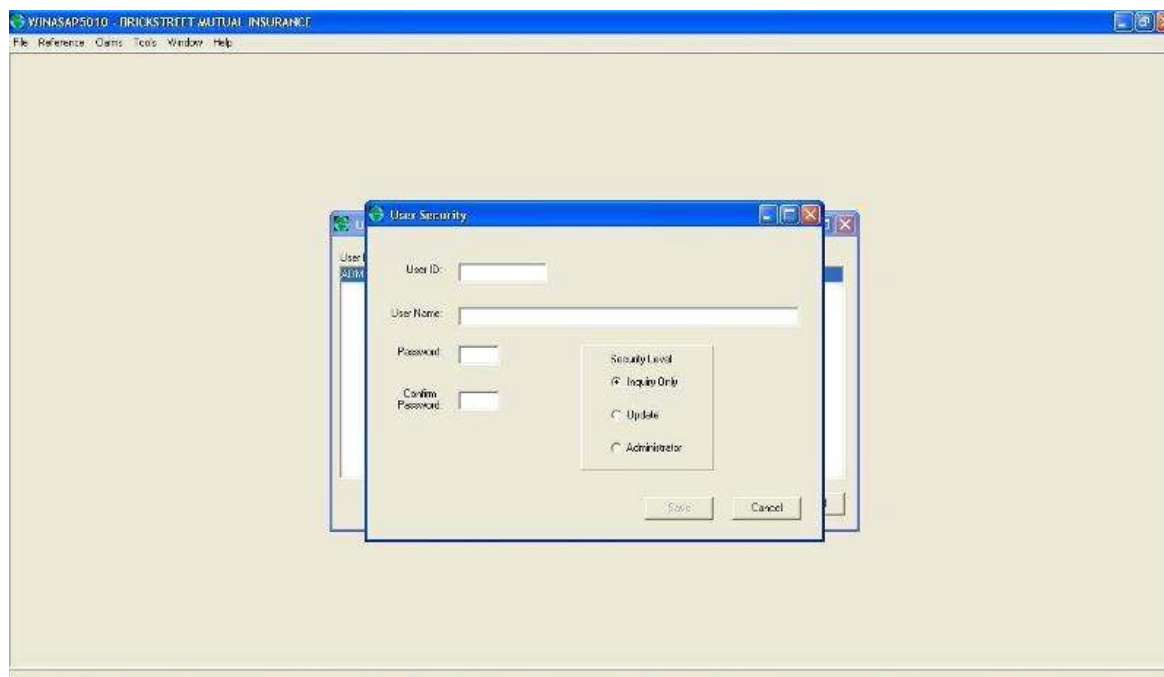 WINASAP5010 - BRICKSTREET MUTUAL INSURANCE
File Reference Claims Tools Window Help
User Security
User ID:
ADM
User Name:
Password:
Security Level
Inquiry Only
Confirm
Password:
Update
Administrator
Save Cancel